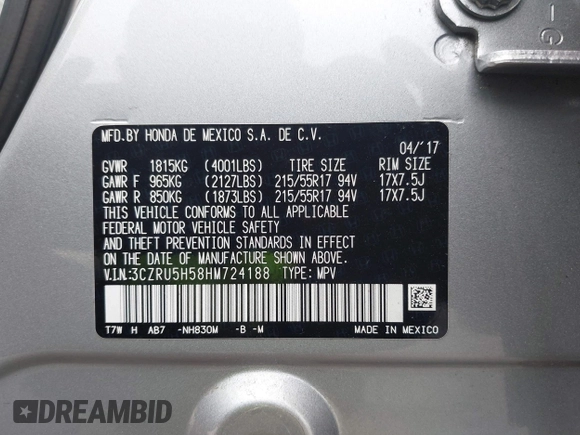 -G
MFD.BY HONDA DE MEXICO S.A. DE C.V.
04/'17
GVWR 1815KG (4001LBS) TIRE SIZE RIM SIZE
GAWR F 965KG (2127LBS) 215/55R17 94V 17X7.5J
GAWR R 850KG (1873LBS) 215/55R17 94V 17X7.5J
THIS VEHICLE CONFORMS TO ALL APPLICABLE
FEDERAL MOTOR VEHICLE SAFETY
AND THEFT PREVENTION STANDARDS IN EFFECT
ON THE DATE OF MANUFACTURE SHOWN ABOVE.
V.I.N:3CZRU5H58HM724188 TYPE: MPV
T7W H AB7 -NH830M -B -M MADE IN MEXICO
DREAMBID